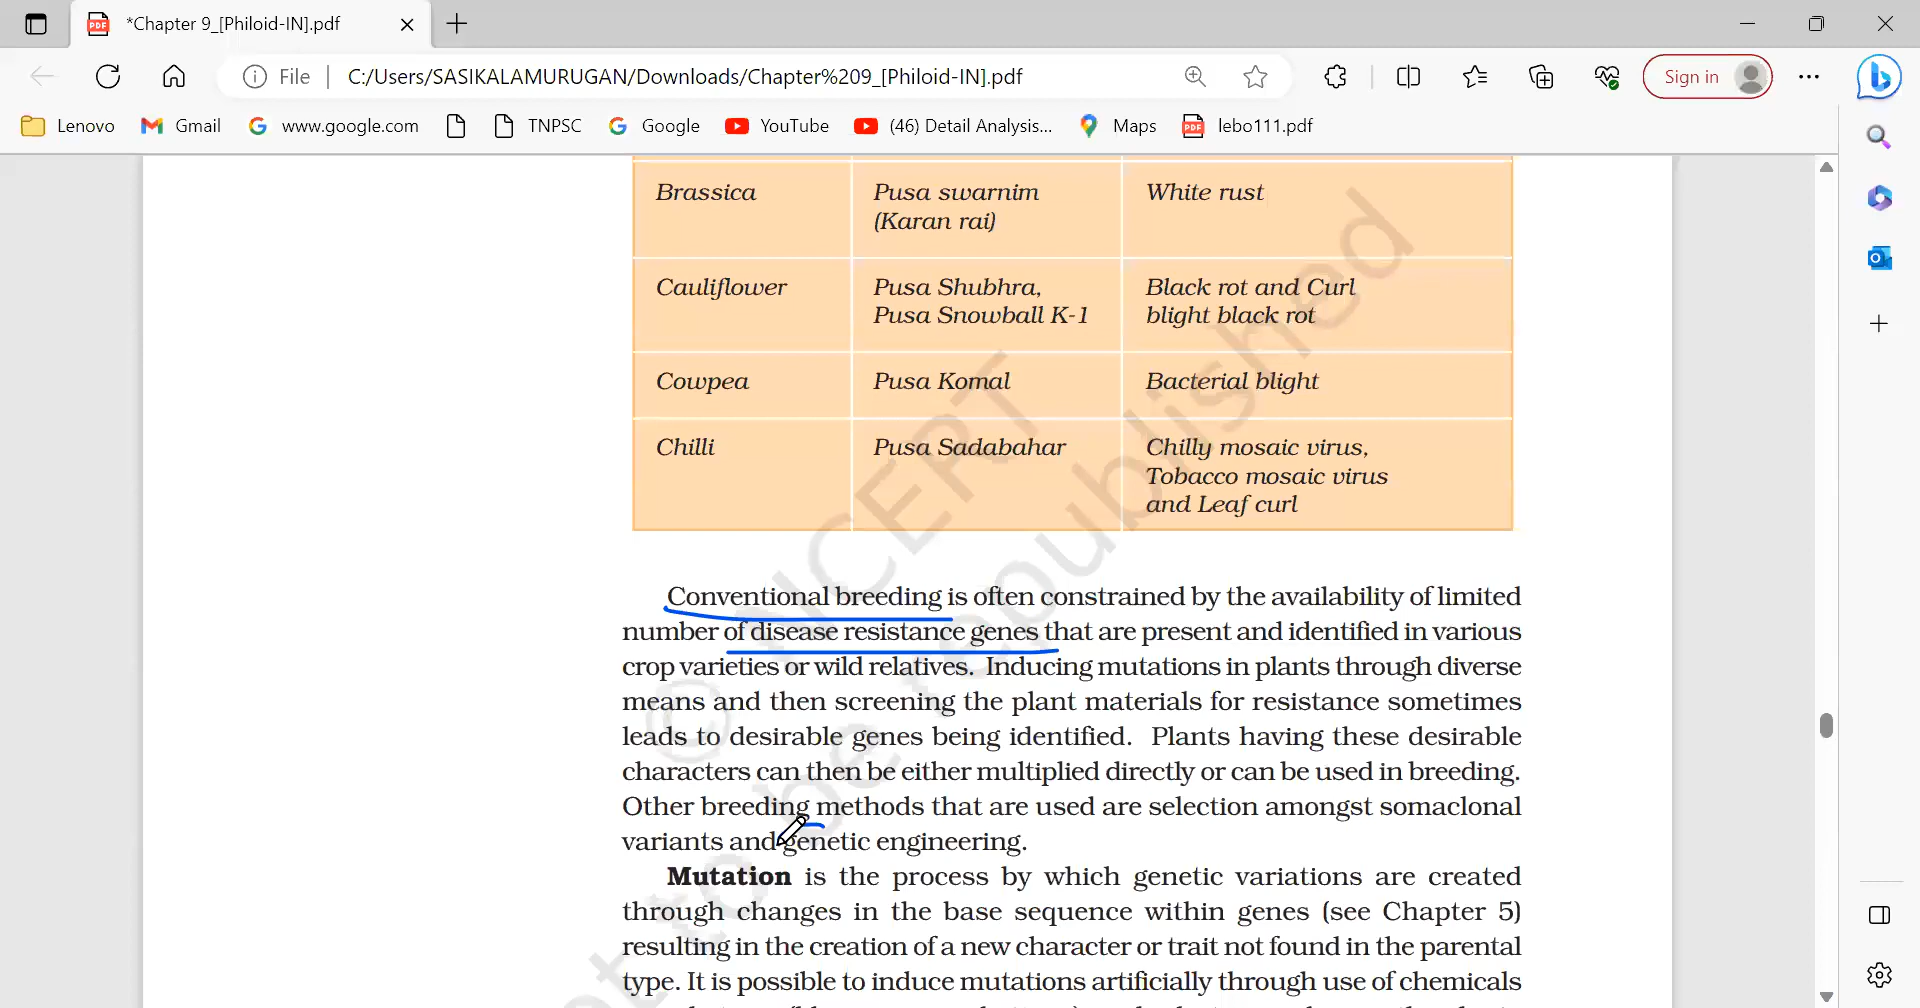 *Chapter 9_[Philoid-IN].pdf
File
C:/Users/SASIKALAMURUGAN/Downloads/Chapter%209_[Philoid-IN].pdf
Sign in
Lenovo
Gmail
www.google.com
TNPSC
Google
YouTube
(46) Detail Analysis...
Maps
lebo111.pdf
Brassica
Pusa swarnim
(Karan rai)
White rust
Cauliflower
Pusa Shubhra,
Pusa Snowball K-1
Black rot and Curl
blight black rot
Cowpea
Pusa Komal
Bacterial blight
Chilli
Pusa Sadabahar
Chilly mosaic virus,
Tobacco mosaic virus
and Leaf curl
© NCERT
not to be republished
Conventional breeding is often constrained by the availability of limited
number of disease resistance genes that are present and identified in various
crop varieties or wild relatives. Inducing mutations in plants through diverse
means and then screening the plant materials for resistance sometimes
leads to desirable genes being identified. Plants having these desirable
characters can then be either multiplied directly or can be used in breeding.
Other breeding methods that are used are selection amongst somaclonal
variants and genetic engineering.
Mutation is the process by which genetic variations are created
through changes in the base sequence within genes (see Chapter 5)
resulting in the creation of a new character or trait not found in the parental
type. It is possible to induce mutations artificially through use of chemicals